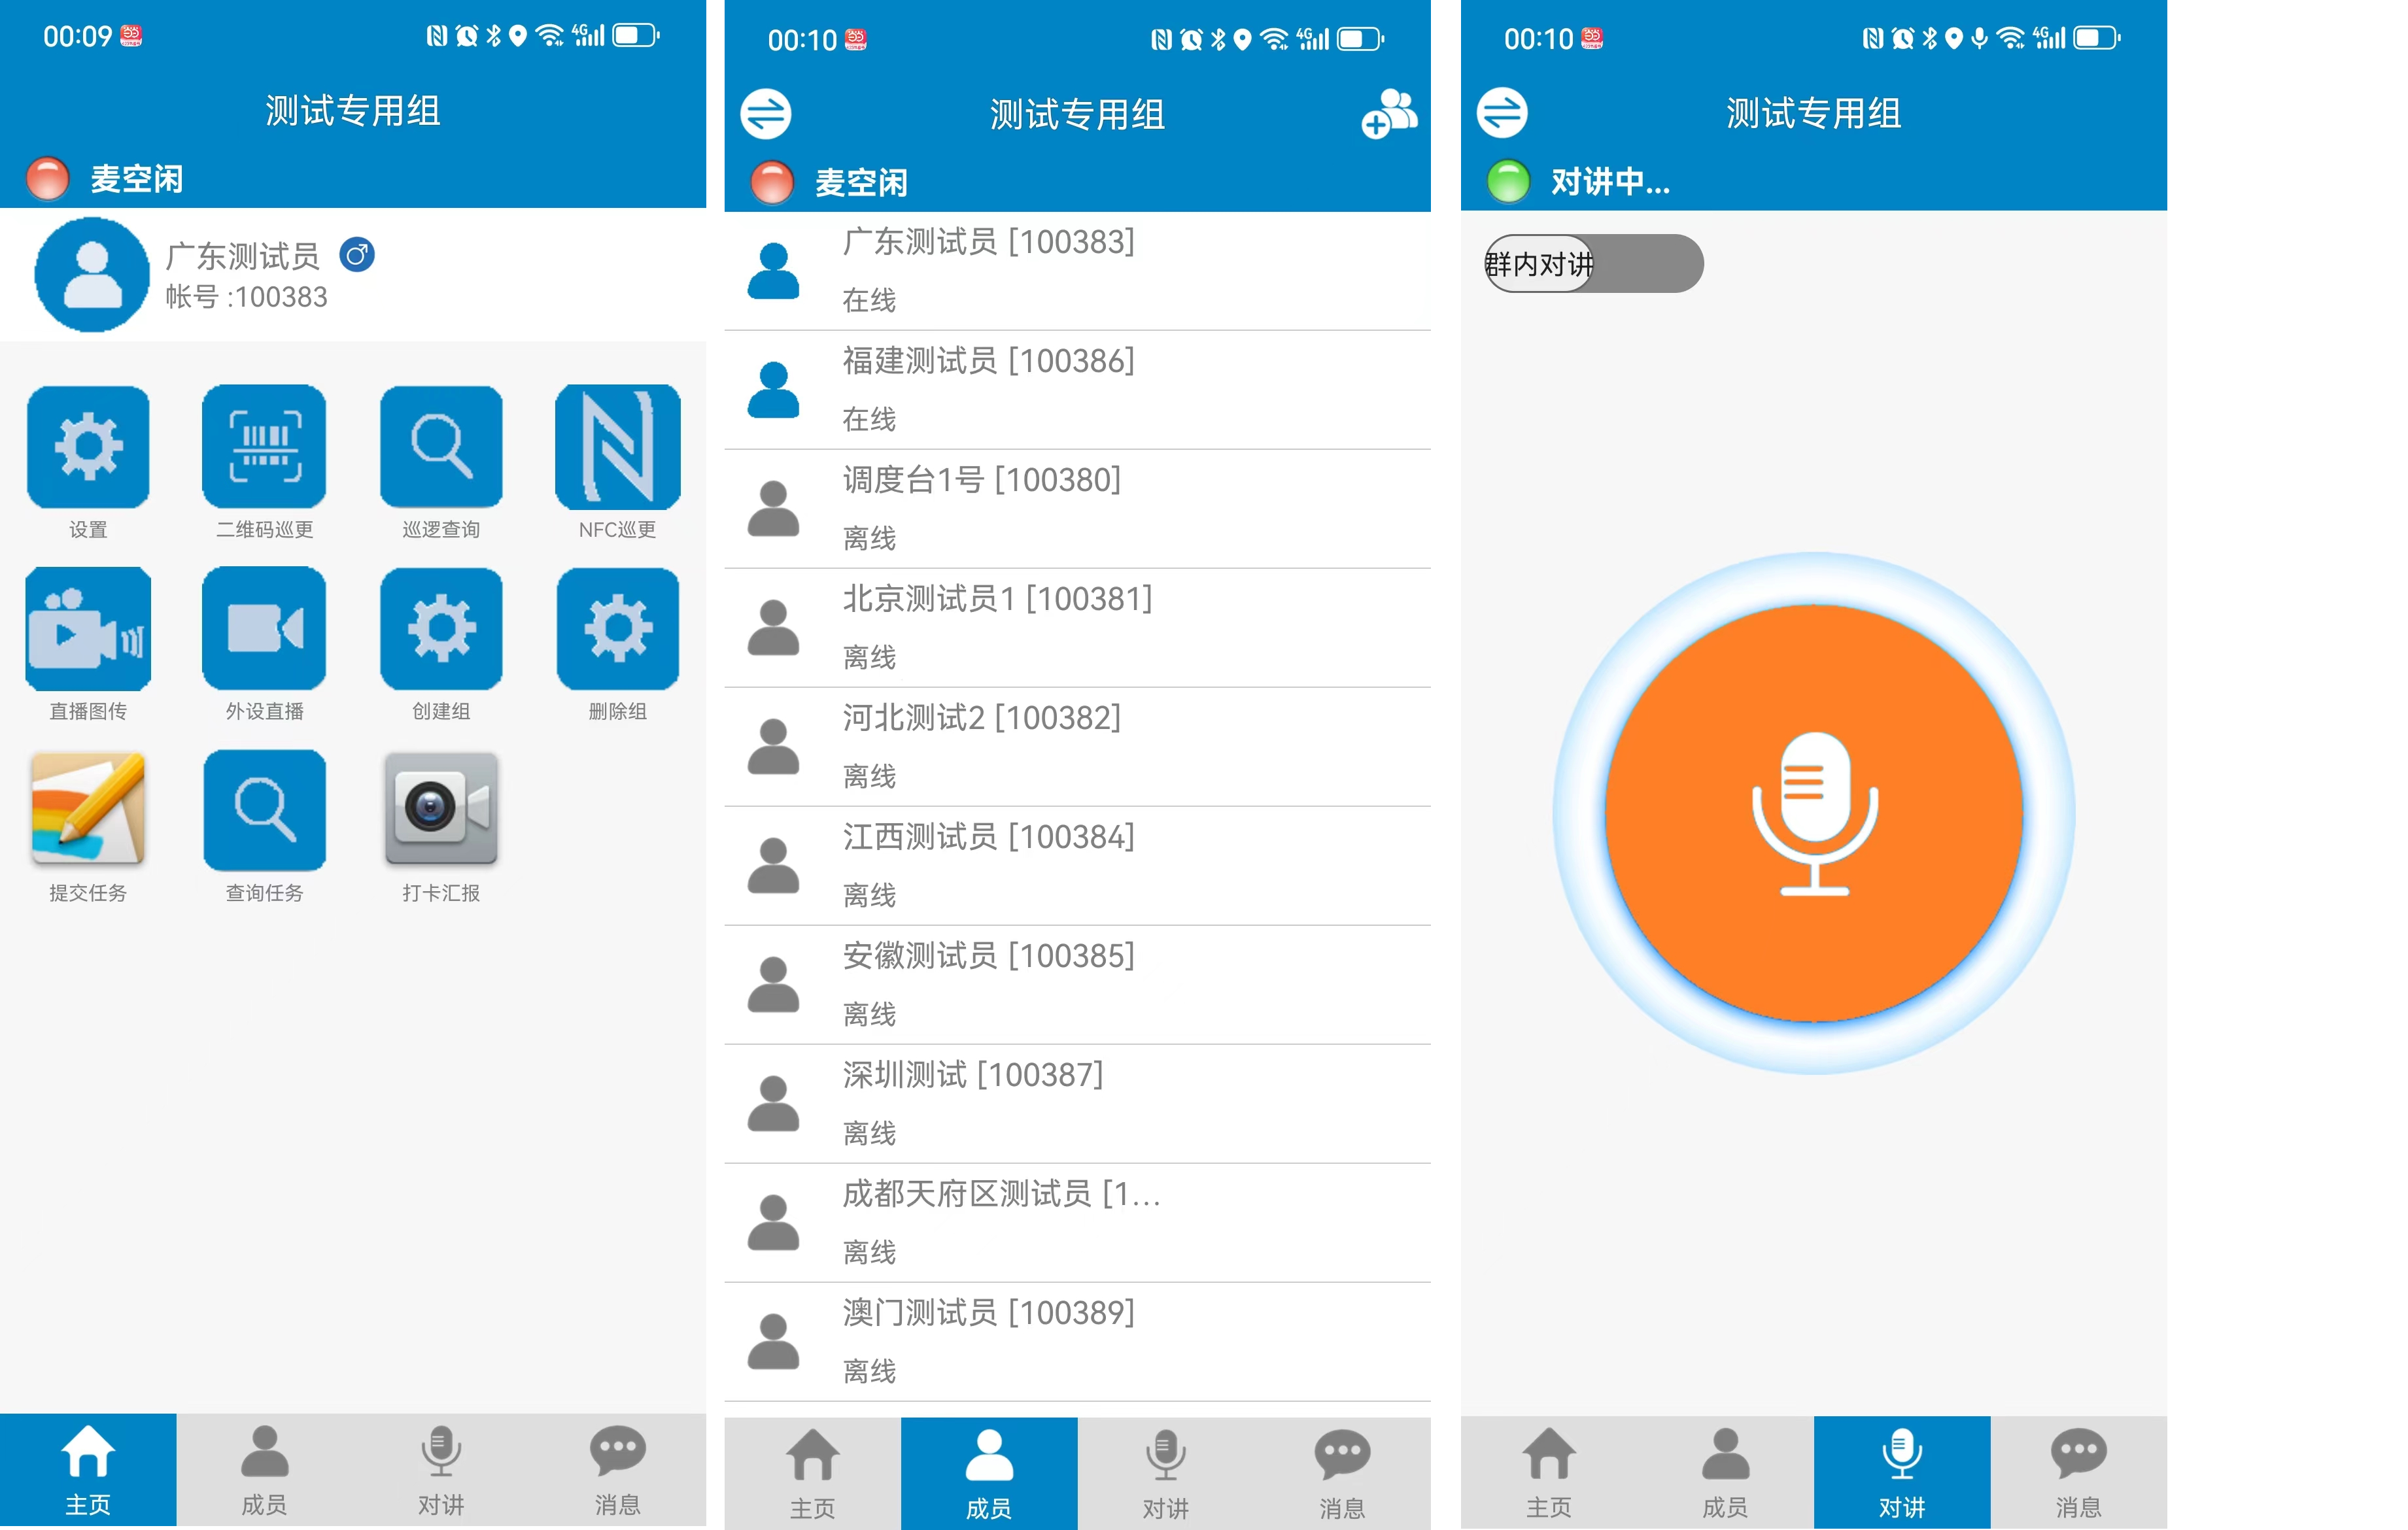 00:09
4G
测试专用组
麦空闲
广东测试员
帐号 :100383
设置
二维码巡更
巡逻查询
NFC巡更
直播图传
外设直播
创建组
删除组
提交任务
查询任务
打卡汇报
主页
成员
对讲
消息
00:10
4G
测试专用组
麦空闲
广东测试员 [100383]
在线
福建测试员 [100386]
在线
调度台1号 [100380]
离线
北京测试员1 [100381]
离线
河北测试2 [100382]
离线
江西测试员 [100384]
离线
安徽测试员 [100385]
离线
深圳测试 [100387]
离线
成都天府区测试员 [1...
离线
澳门测试员 [100389]
离线
主页
成员
对讲
消息
00:10
4G
测试专用组
对讲中...
群内对讲
主页
成员
对讲
消息